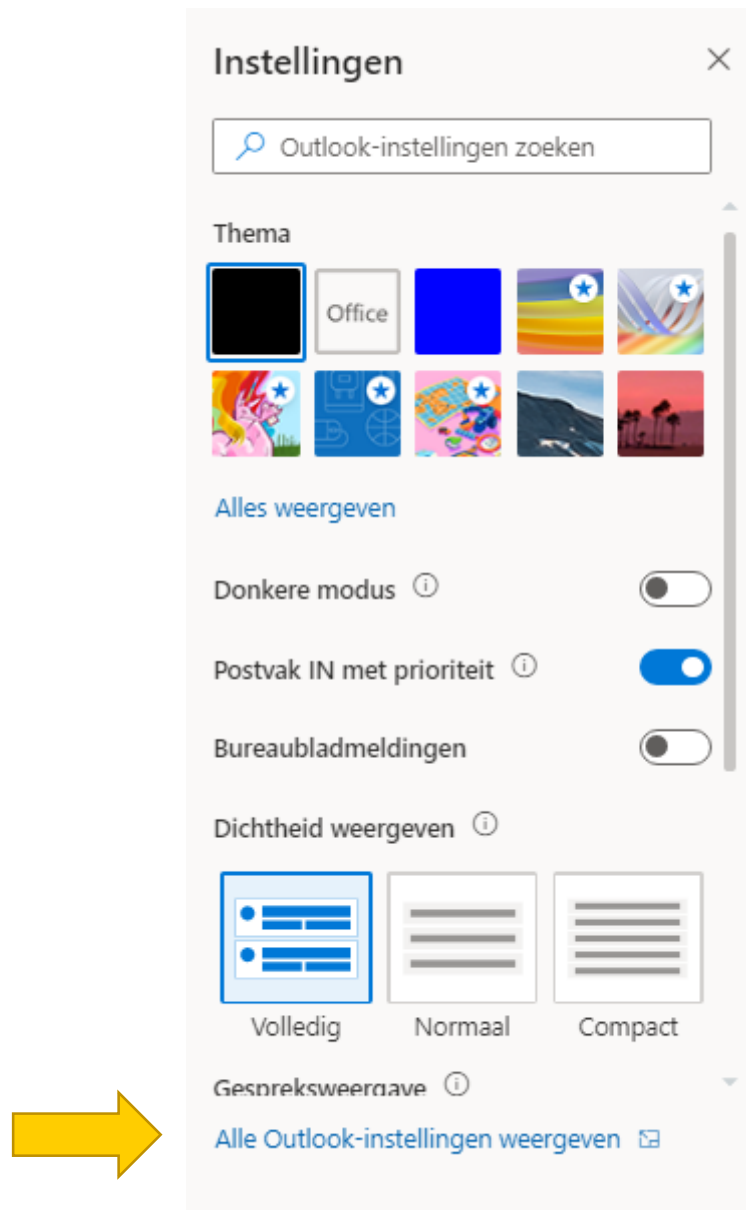 Instellingen
Outlook-instellingen zoeken
Thema
Office
Alles weergeven
Donkere modus
Postvak IN met prioriteit
Bureaubladmeldingen
Dichtheid weergeven
Volledig Normaal Compact
Gespreksweergave
Alle Outlook-instellingen weergeven